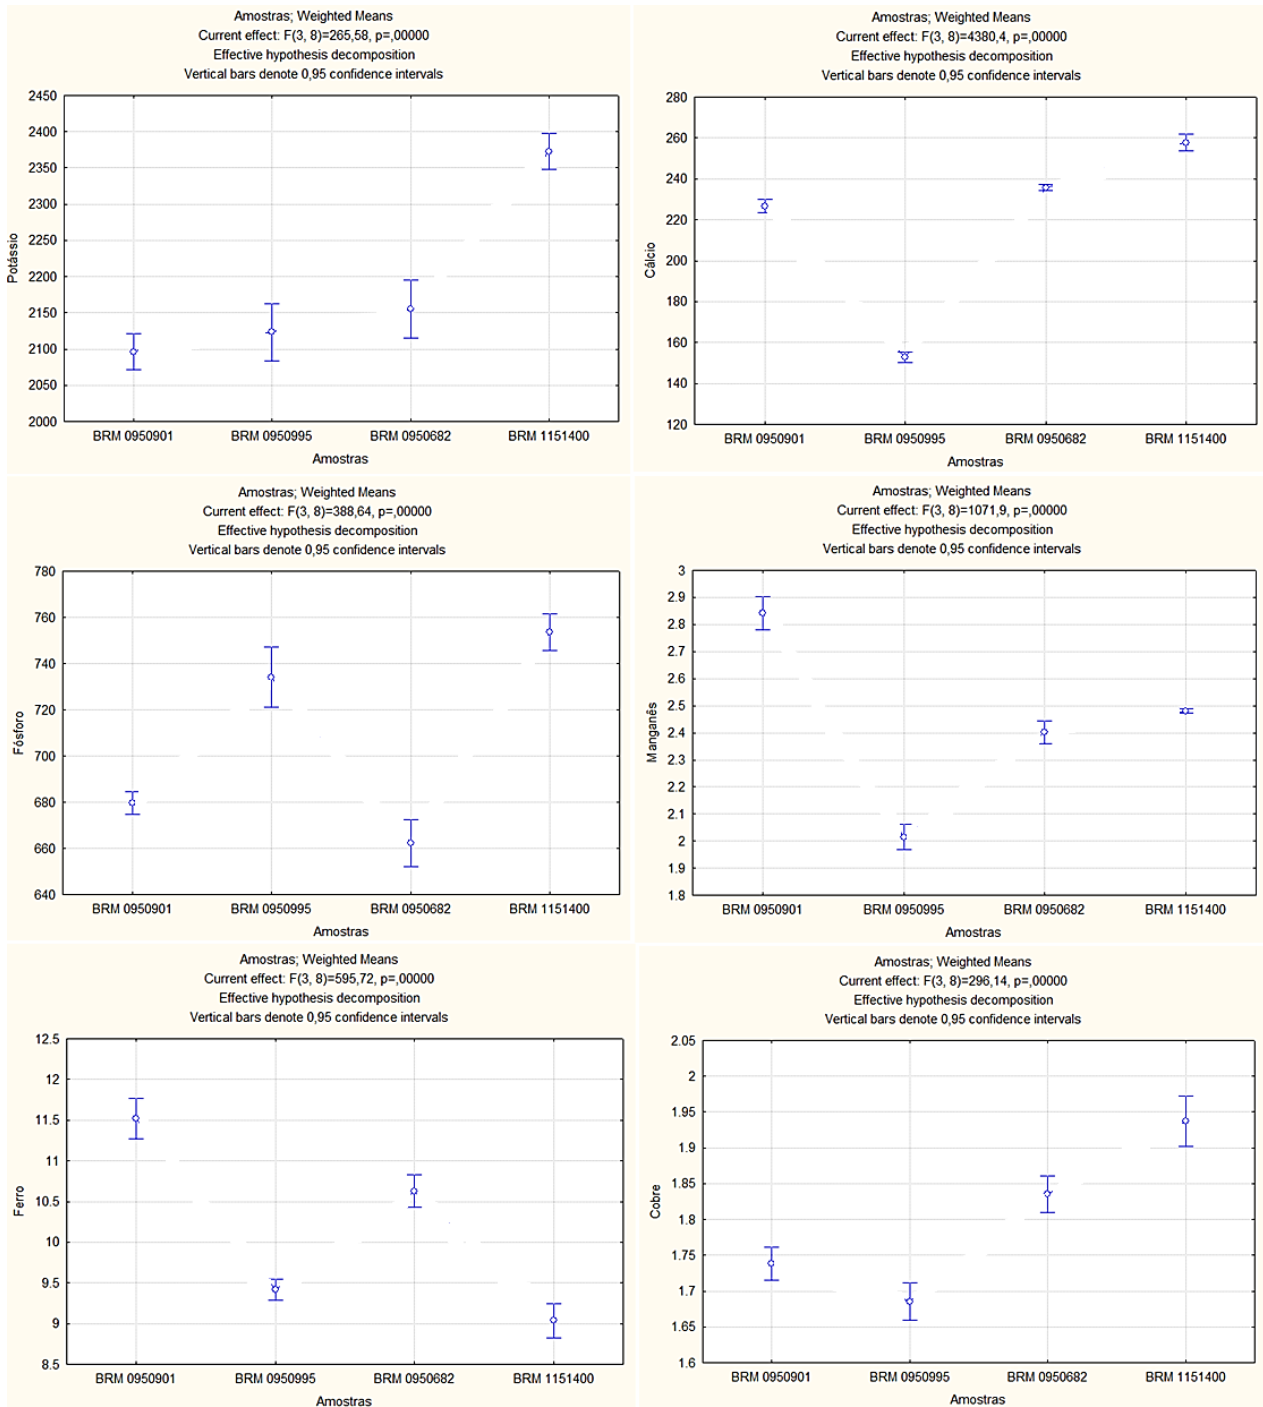 Amostras; Weighted Means
Current effect: F(3, 8)=265,58, p=,00000
Effective hypothesis decomposition
Vertical bars denote 0,95 confidence intervals
2450
2400
2350
2300
2250
2200
2150
2100
2050
2000
Potássio
BRM 0950901 BRM 0950995 BRM 0950682 BRM 1151400
Amostras
Amostras; Weighted Means
Current effect: F(3, 8)=4380,4, p=,00000
Effective hypothesis decomposition
Vertical bars denote 0,95 confidence intervals
280
260
240
220
200
180
160
140
120
Cálcio
BRM 0950901 BRM 0950995 BRM 0950682 BRM 1151400
Amostras
Amostras; Weighted Means
Current effect: F(3, 8)=388,64, p=,00000
Effective hypothesis decomposition
Vertical bars denote 0,95 confidence intervals
780
760
740
720
700
680
660
640
Fósforo
BRM 0950901 BRM 0950995 BRM 0950682 BRM 1151400
Amostras
Amostras; Weighted Means
Current effect: F(3, 8)=1071,9, p=,00000
Effective hypothesis decomposition
Vertical bars denote 0,95 confidence intervals
3
2.9
2.8
2.7
2.6
2.5
2.4
2.3
2.2
2.1
2
1.9
1.8
Manganês
BRM 0950901 BRM 0950995 BRM 0950682 BRM 1151400
Amostras
Amostras; Weighted Means
Current effect: F(3, 8)=595,72, p=,00000
Effective hypothesis decomposition
Vertical bars denote 0,95 confidence intervals
12.5
12
11.5
11
10.5
10
9.5
9
8.5
Ferro
BRM 0950901 BRM 0950995 BRM 0950682 BRM 1151400
Amostras
Amostras; Weighted Means
Current effect: F(3, 8)=296,14, p=,00000
Effective hypothesis decomposition
Vertical bars denote 0,95 confidence intervals
2.05
2
1.95
1.9
1.85
1.8
1.75
1.7
1.65
1.6
Cobre
BRM 0950901 BRM 0950995 BRM 0950682 BRM 1151400
Amostras